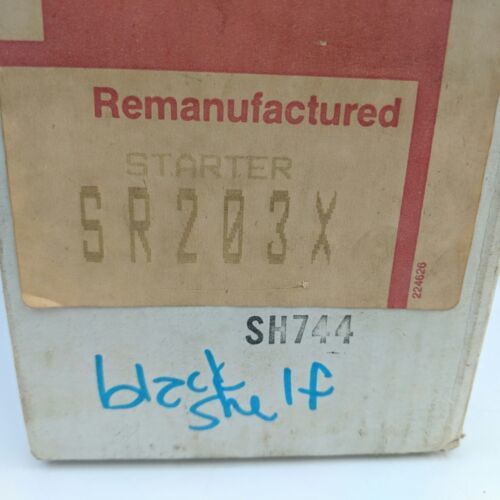 Remanufactured
STARTER
SR203X
224626
SH744
black
shelf